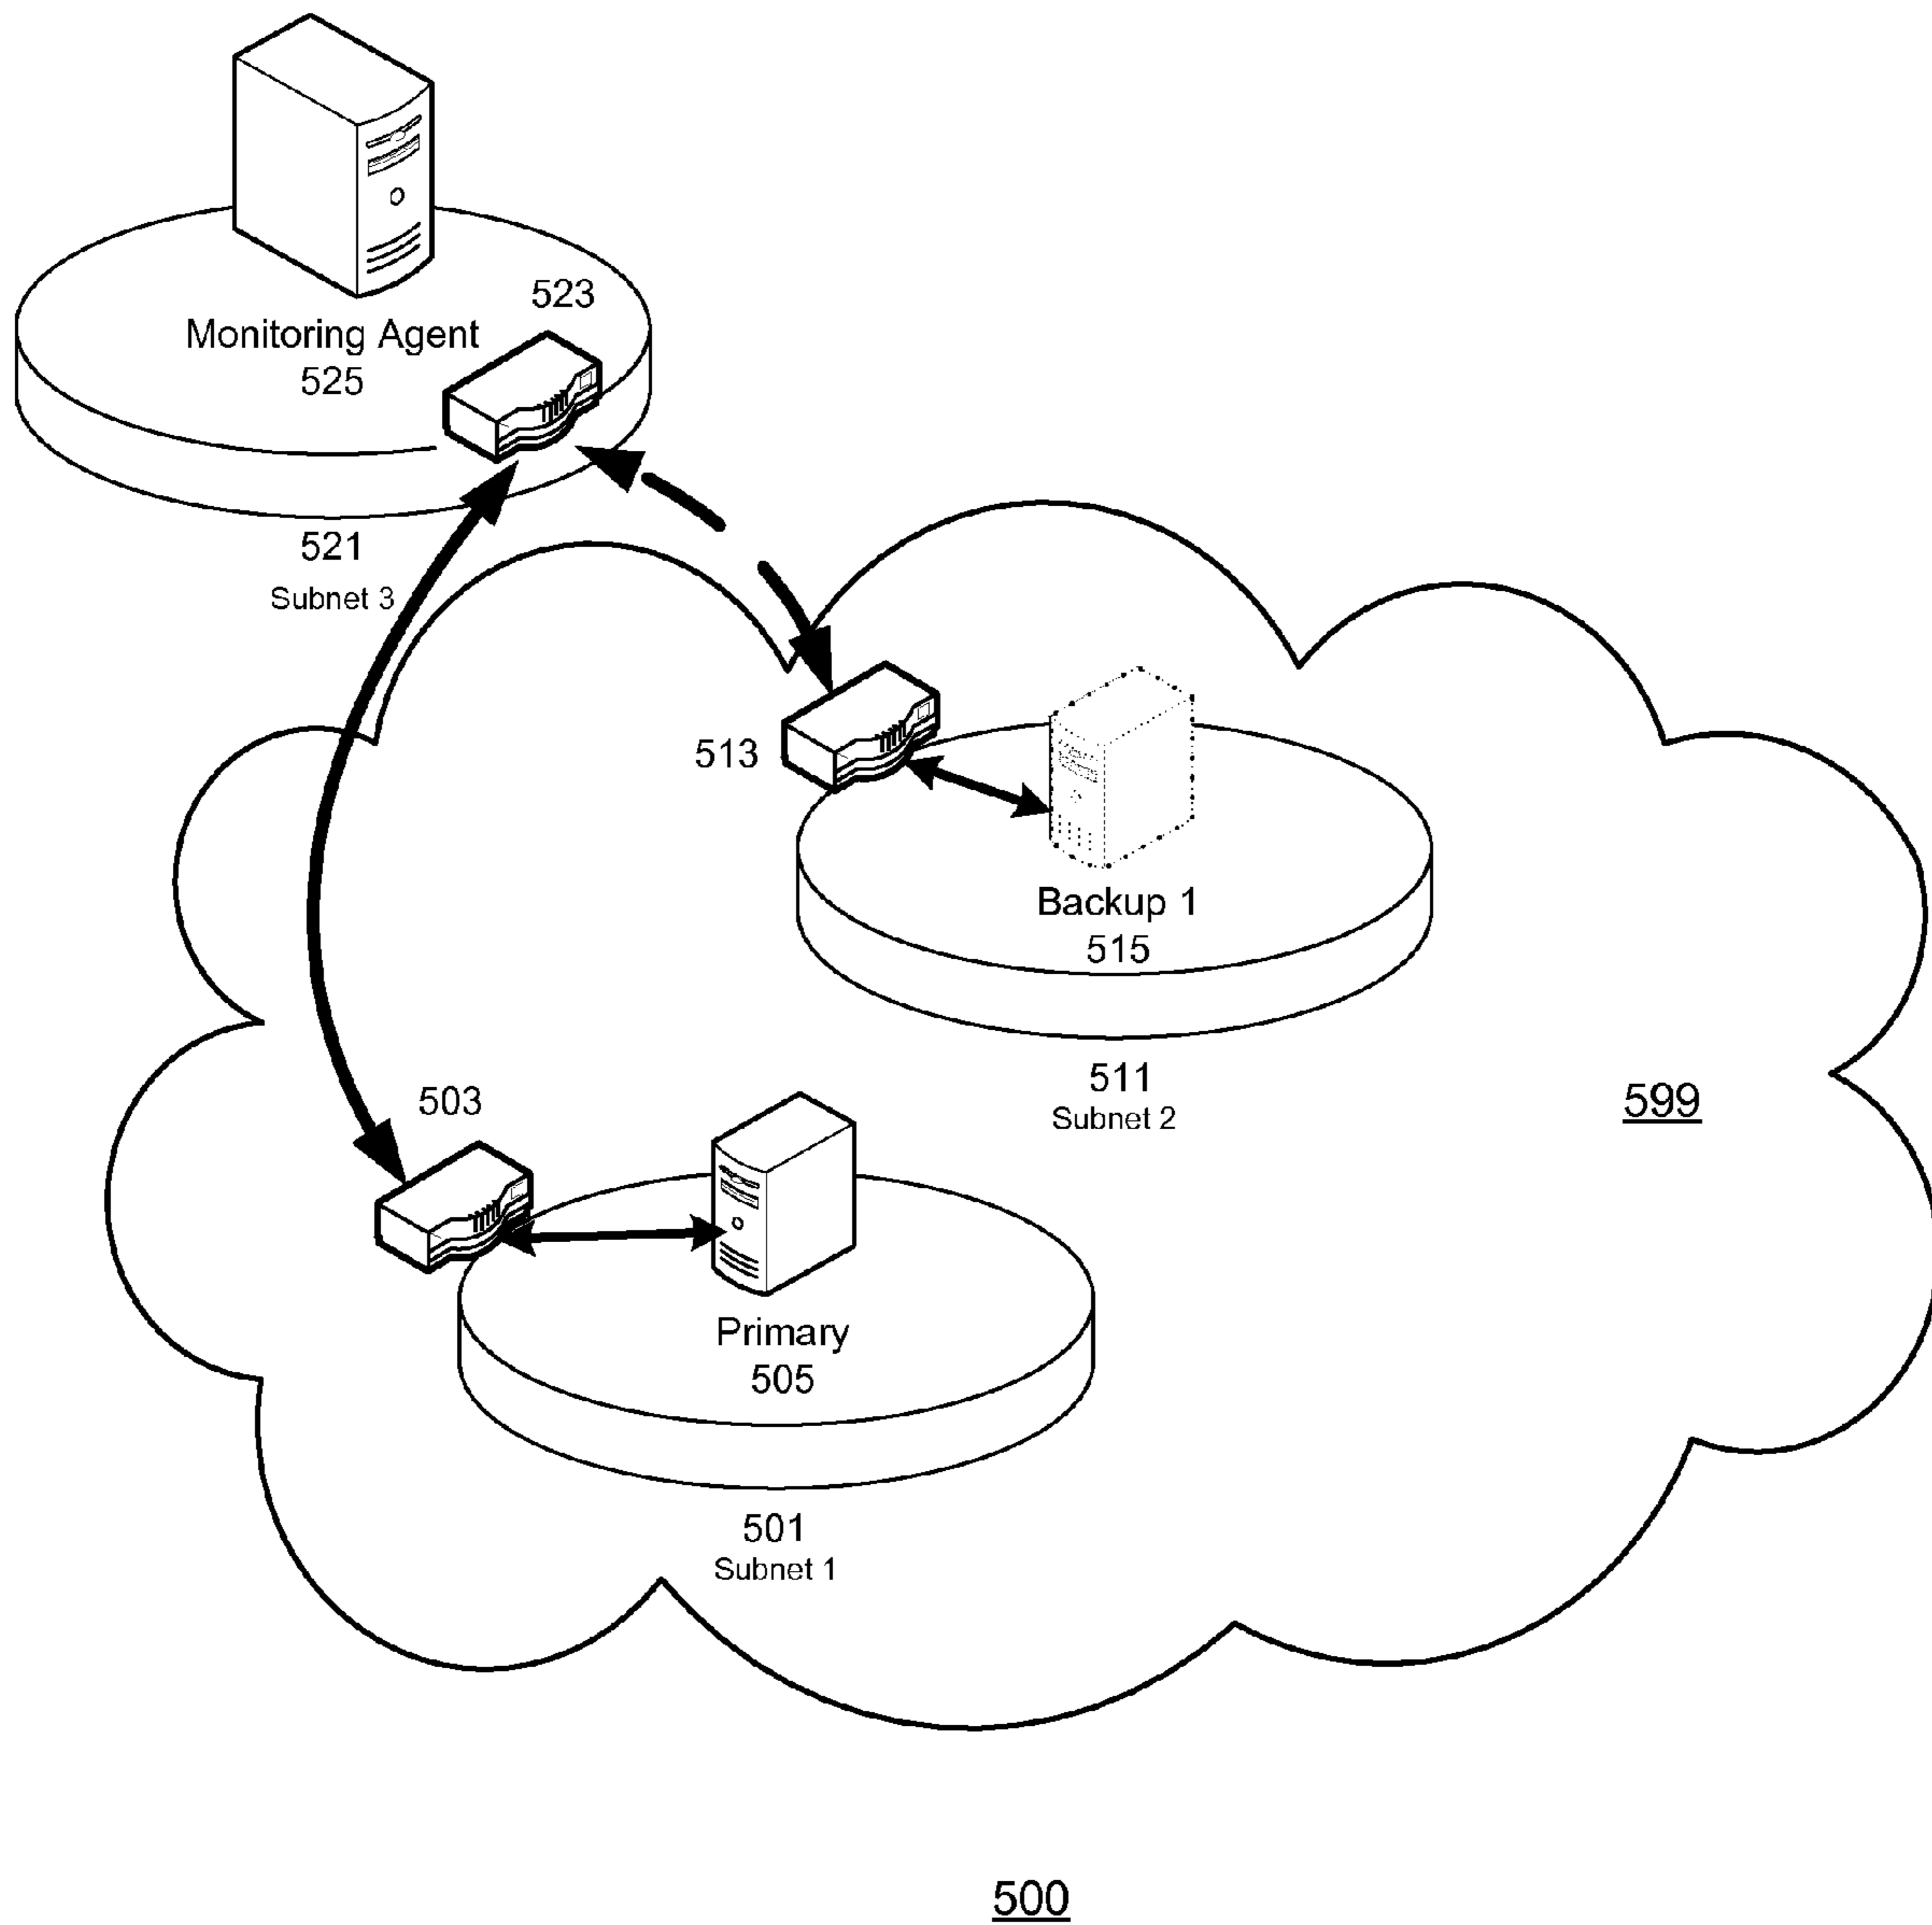 523
Monitoring Agent
525
521
Subnet 3
513
Backup 1
515
511
Subnet 2
599
503
Primary
505
501
Subnet 1
500